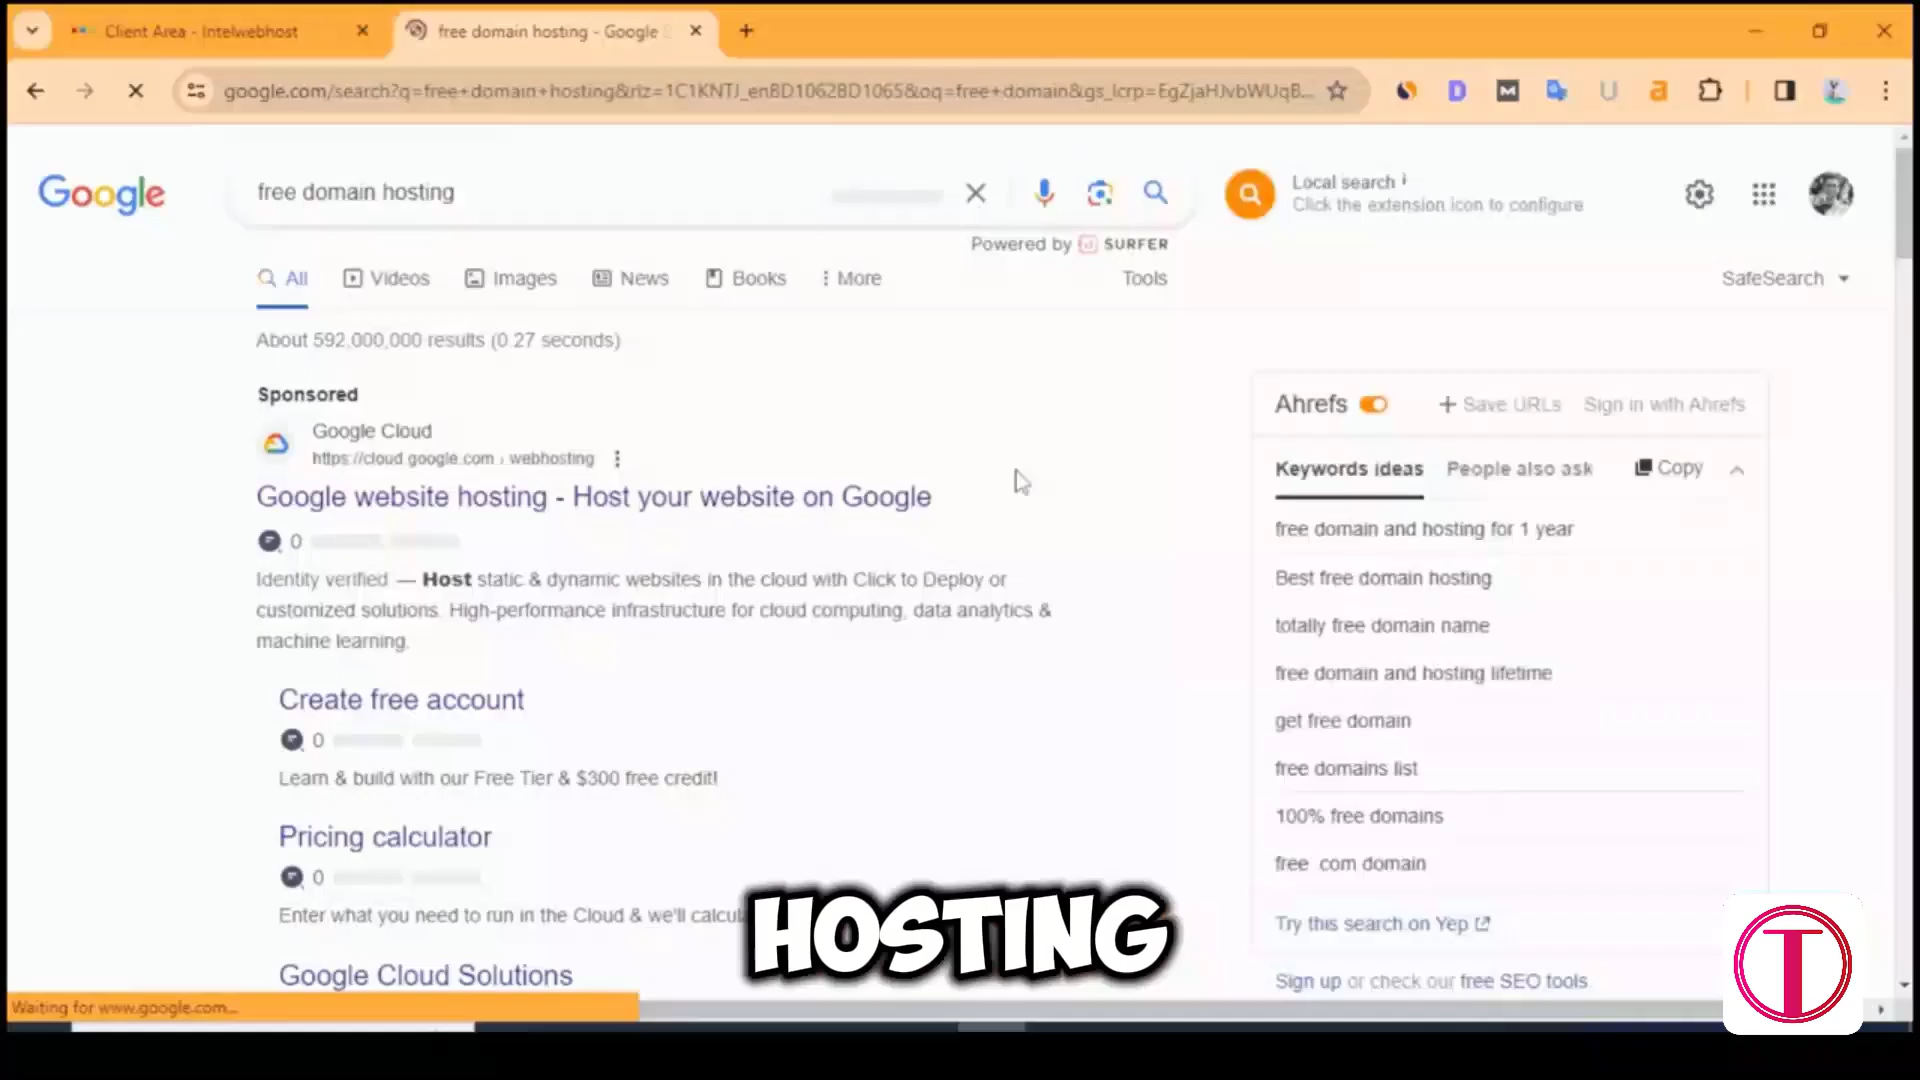 Client Area - Intelwebhost
free domain hosting - Google
google.com/search?q=free+domain+hosting&rlz=1C1KNTJ_enBD1062BD1065&oq=free+domain&gs_lcrp=EgZjaHJvbWUqB...
Google
free domain hosting
Local search i
Click the extension icon to configure
Powered by SURFER
All
Videos
Images
News
Books
More
Tools
SafeSearch
About 592,000,000 results (0.27 seconds)
Sponsored
Google Cloud
https://cloud.google.com › webhosting
Google website hosting - Host your website on Google
0
Identity verified — Host static & dynamic websites in the cloud with Click to Deploy or
customized solutions. High-performance infrastructure for cloud computing, data analytics &
machine learning.
Create free account
0
Learn & build with our Free Tier & $300 free credit!
Pricing calculator
0
Enter what you need to run in the Cloud & we'll calcul
Google Cloud Solutions
Ahrefs
+ Save URLs
Sign in with Ahrefs
Keywords ideas
People also ask
Copy
free domain and hosting for 1 year
Best free domain hosting
totally free domain name
free domain and hosting lifetime
get free domain
free domains list
100% free domains
free com domain
Try this search on Yep
Sign up or check our free SEO tools
HOSTING
T
Waiting for www.google.com...